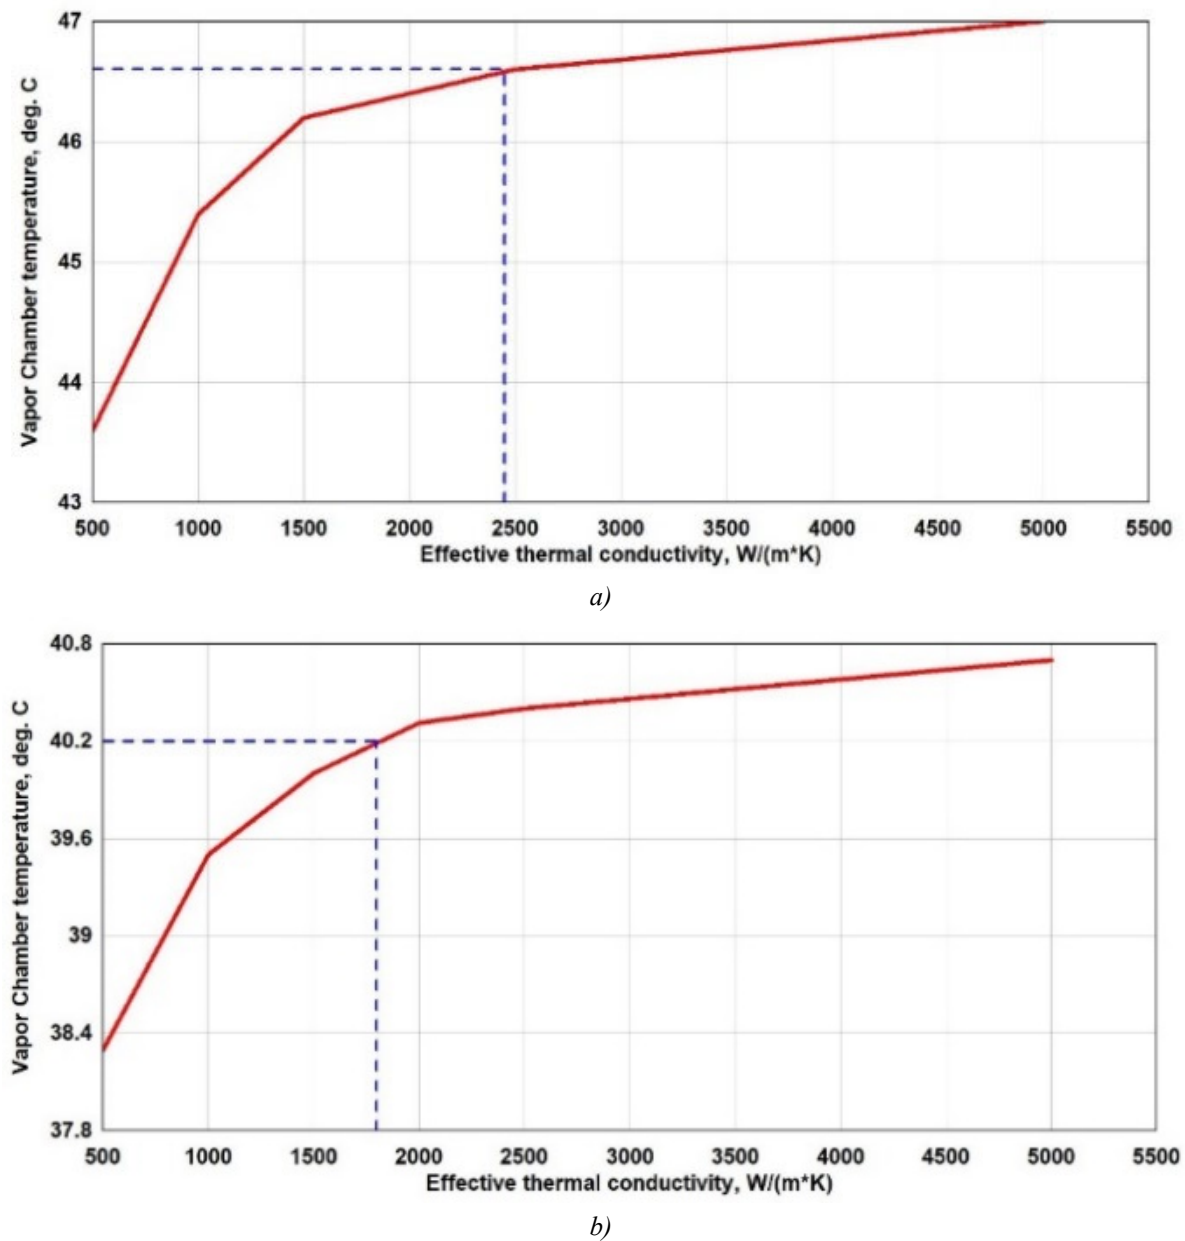 47
46
45
44
43
Vapor Chamber temperature, deg. C
500 1000 1500 2000 2500 3000 3500 4000 4500 5000 5500
Effective thermal conductivity, W/(m*K)
a)
40.8
40.2
39.6
39
38.4
37.8
Vapor Chamber temperature, deg. C
500 1000 1500 2000 2500 3000 3500 4000 4500 5000 5500
Effective thermal conductivity, W/(m*K)
b)